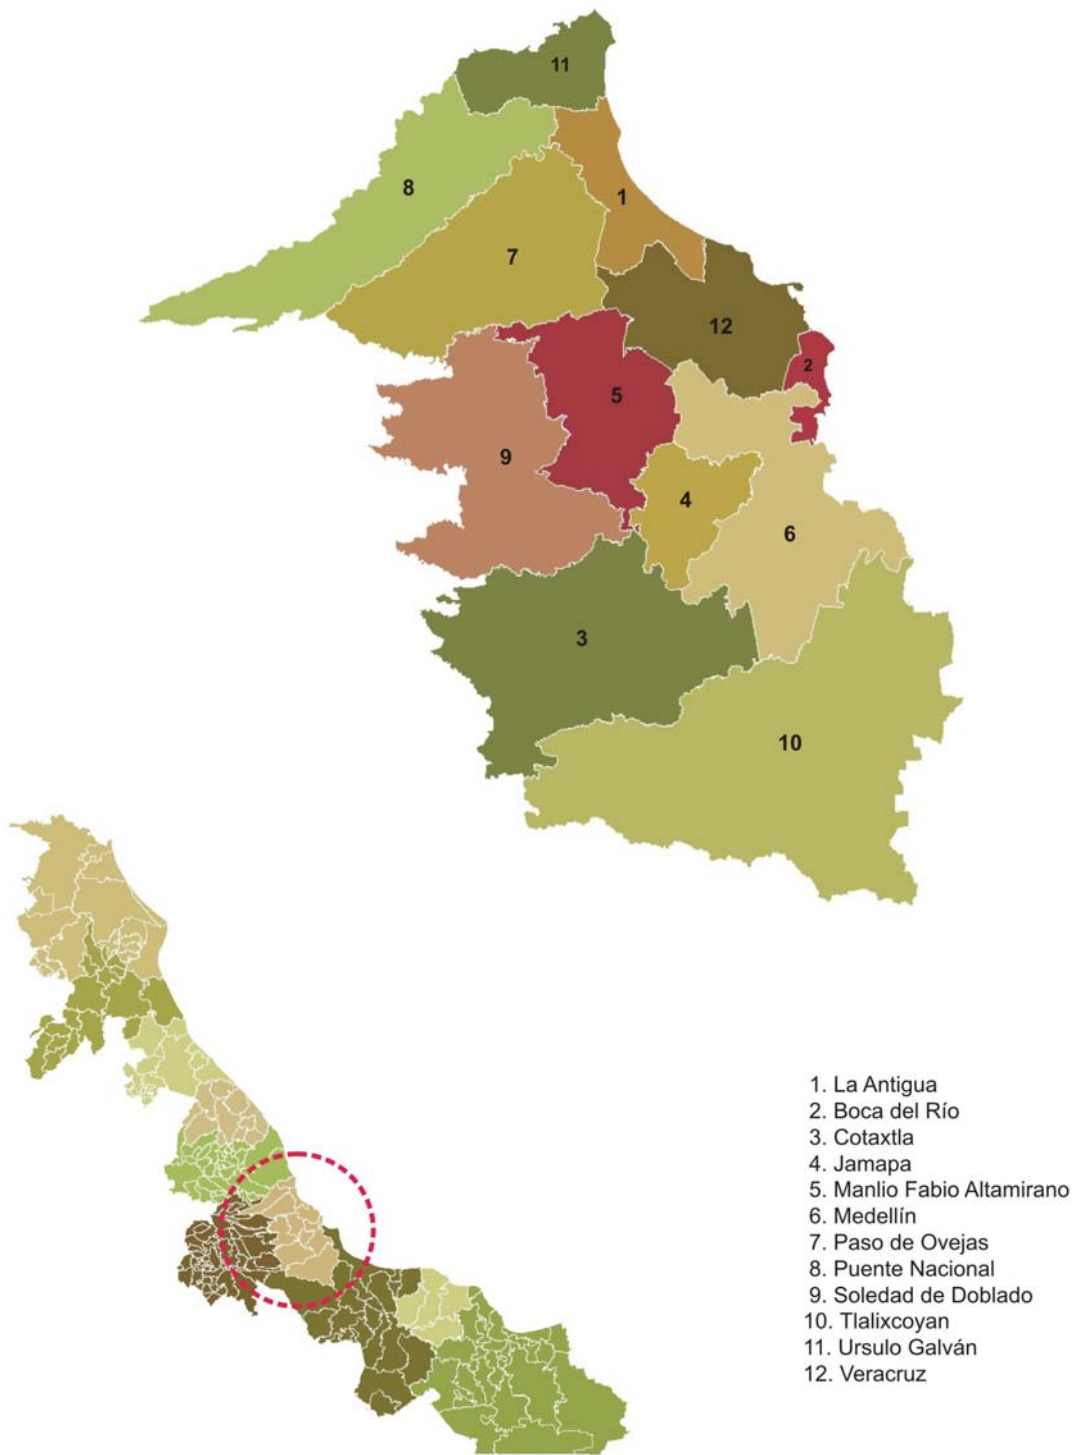 11
8
1
7
12
2
5
9
4
6
3
10
1. La Antigua
2. Boca del Río
3. Cotaxtla
4. Jamapa
5. Manlio Fabio Altamirano
6. Medellín
7. Paso de Ovejas
8. Puente Nacional
9. Soledad de Doblado
10. Tlalixcoyan
11. Ursulo Galván
12. Veracruz